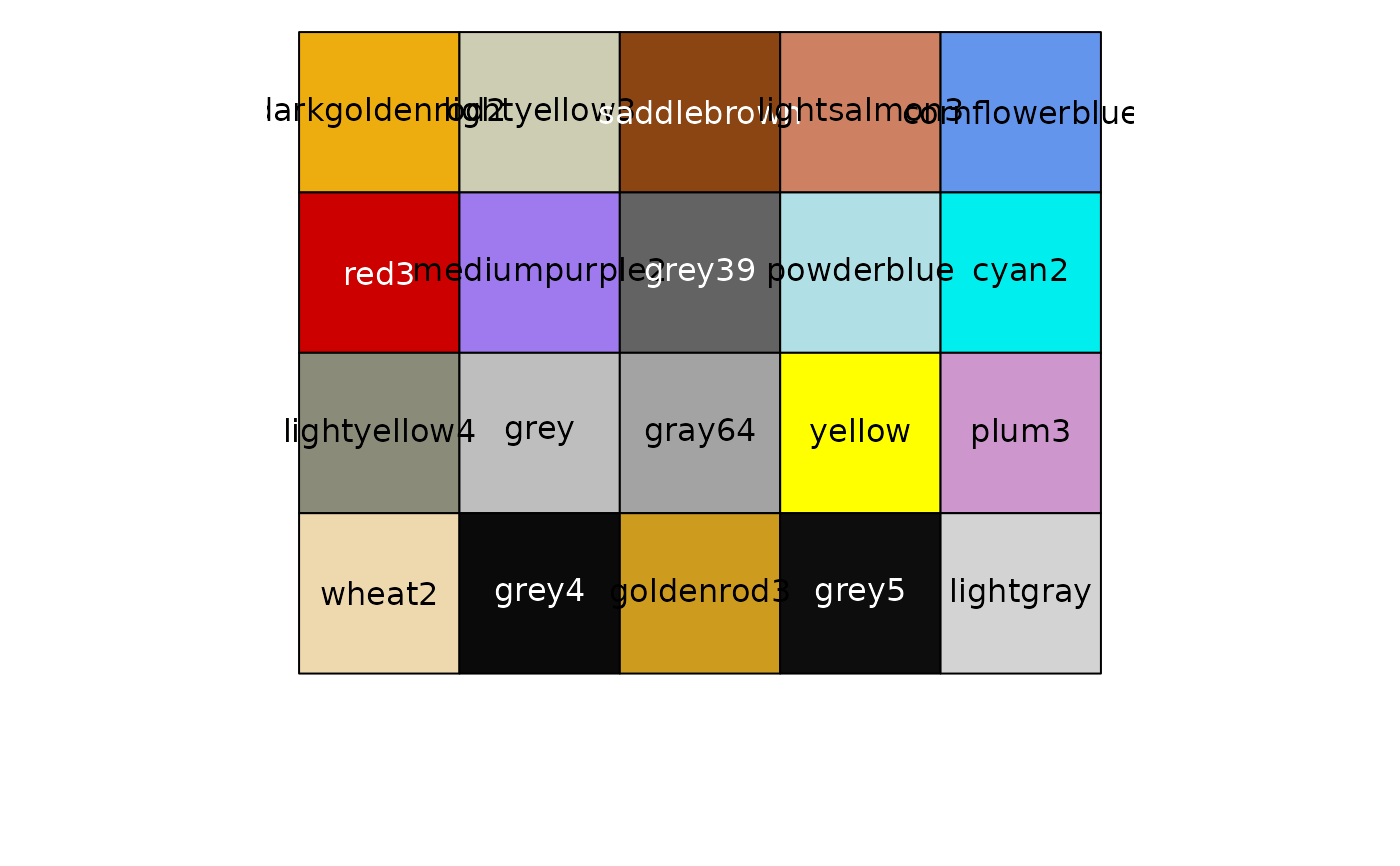 darkgoldenrod2 lightyellow3 saddlebrown lightsalmon3 cornflowerblue
red3 mediumpurple2 grey39 powderblue cyan2
lightyellow4 grey gray64 yellow plum3
wheat2 grey4 goldenrod3 grey5 lightgray